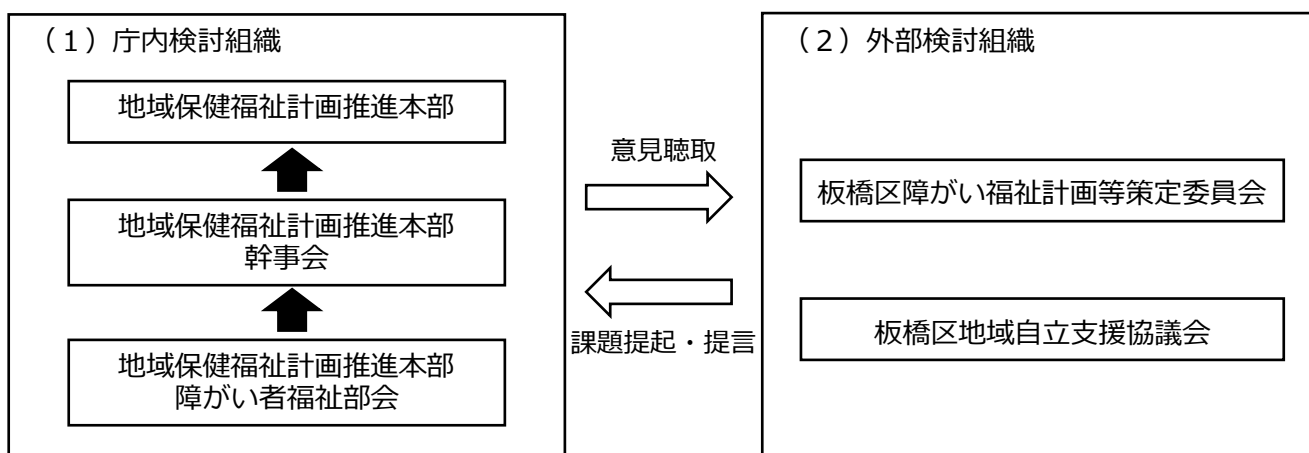 （1）庁内検討組織
地域保健福祉計画推進本部
地域保健福祉計画推進本部
幹事会
地域保健福祉計画推進本部
障がい者福祉部会
意見聴取
課題提起・提言
（2）外部検討組織
板橋区障がい福祉計画等策定委員会
板橋区地域自立支援協議会